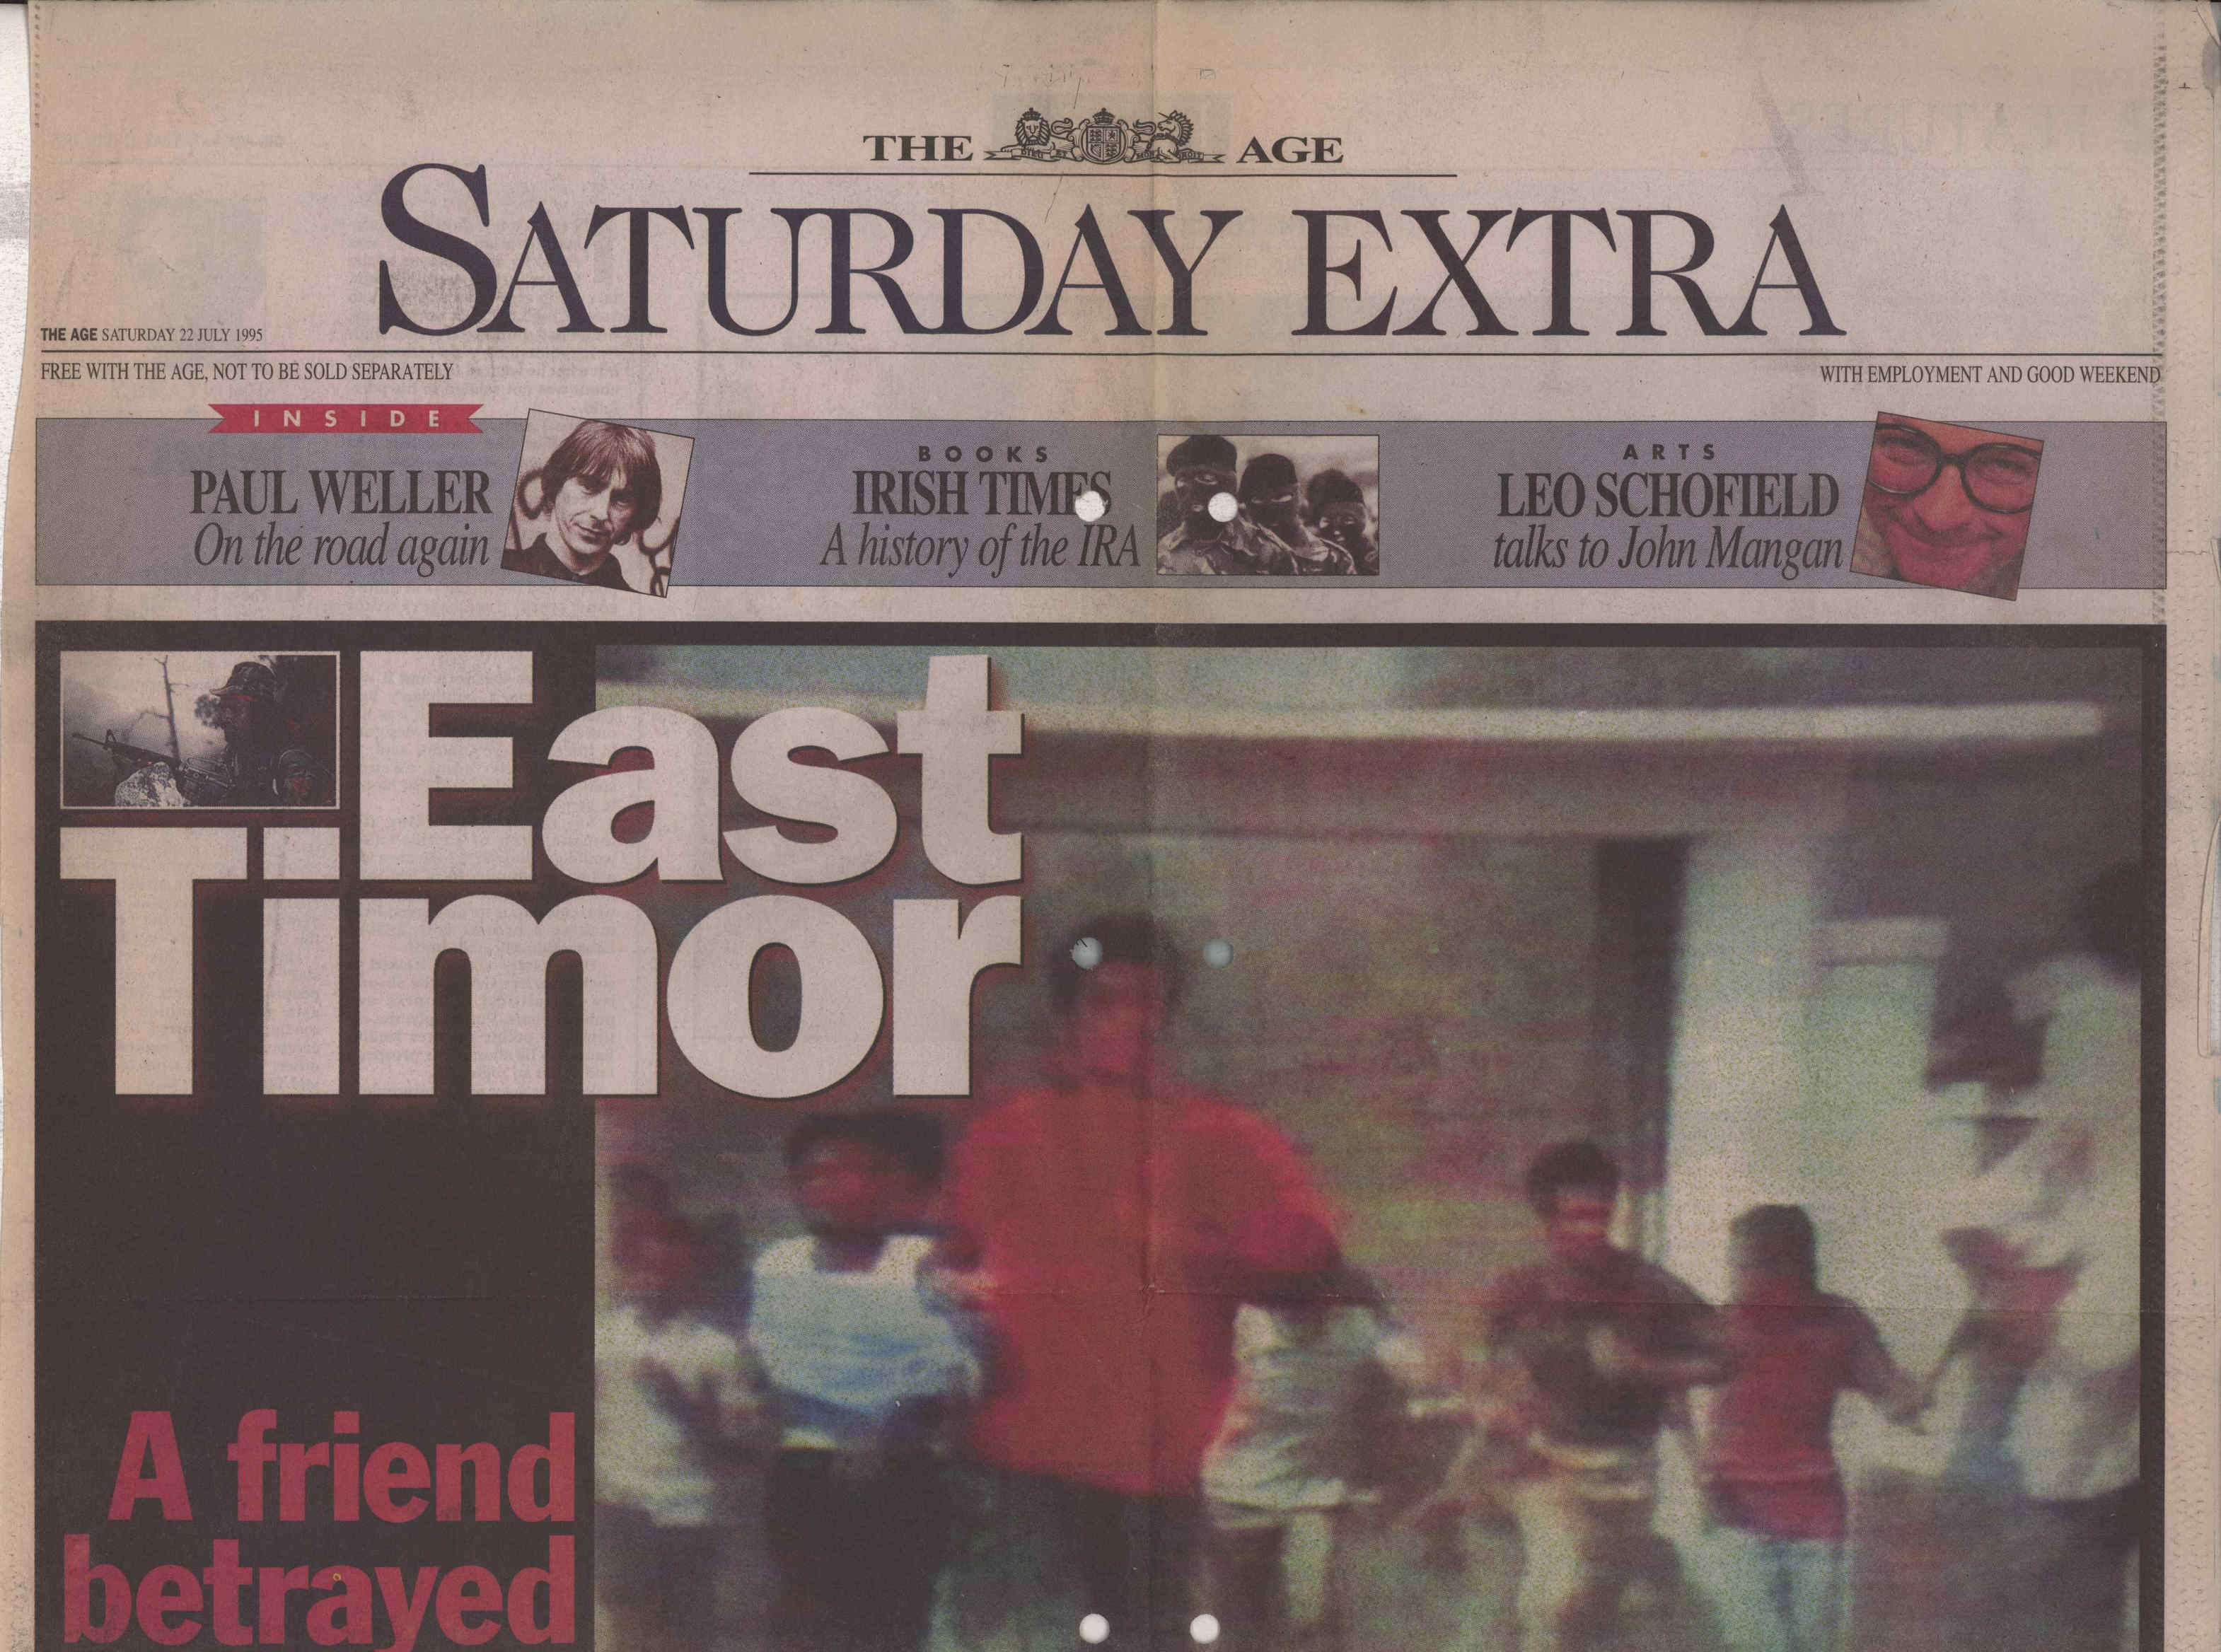 THE AGE
SATURDAY EXTRA
THE AGE SATURDAY 22 JULY 1995
FREE WITH THE AGE, NOT TO BE SOLD SEPARATELY
WITH EMPLOYMENT AND GOOD WEEKEND
INSIDE
PAUL WELLER
On the road again
BOOKS
IRISH TIMES
A history of the IRA
ARTS
LEO SCHOFIELD
talks to John Mangan
East
Timor
A friend
betrayed